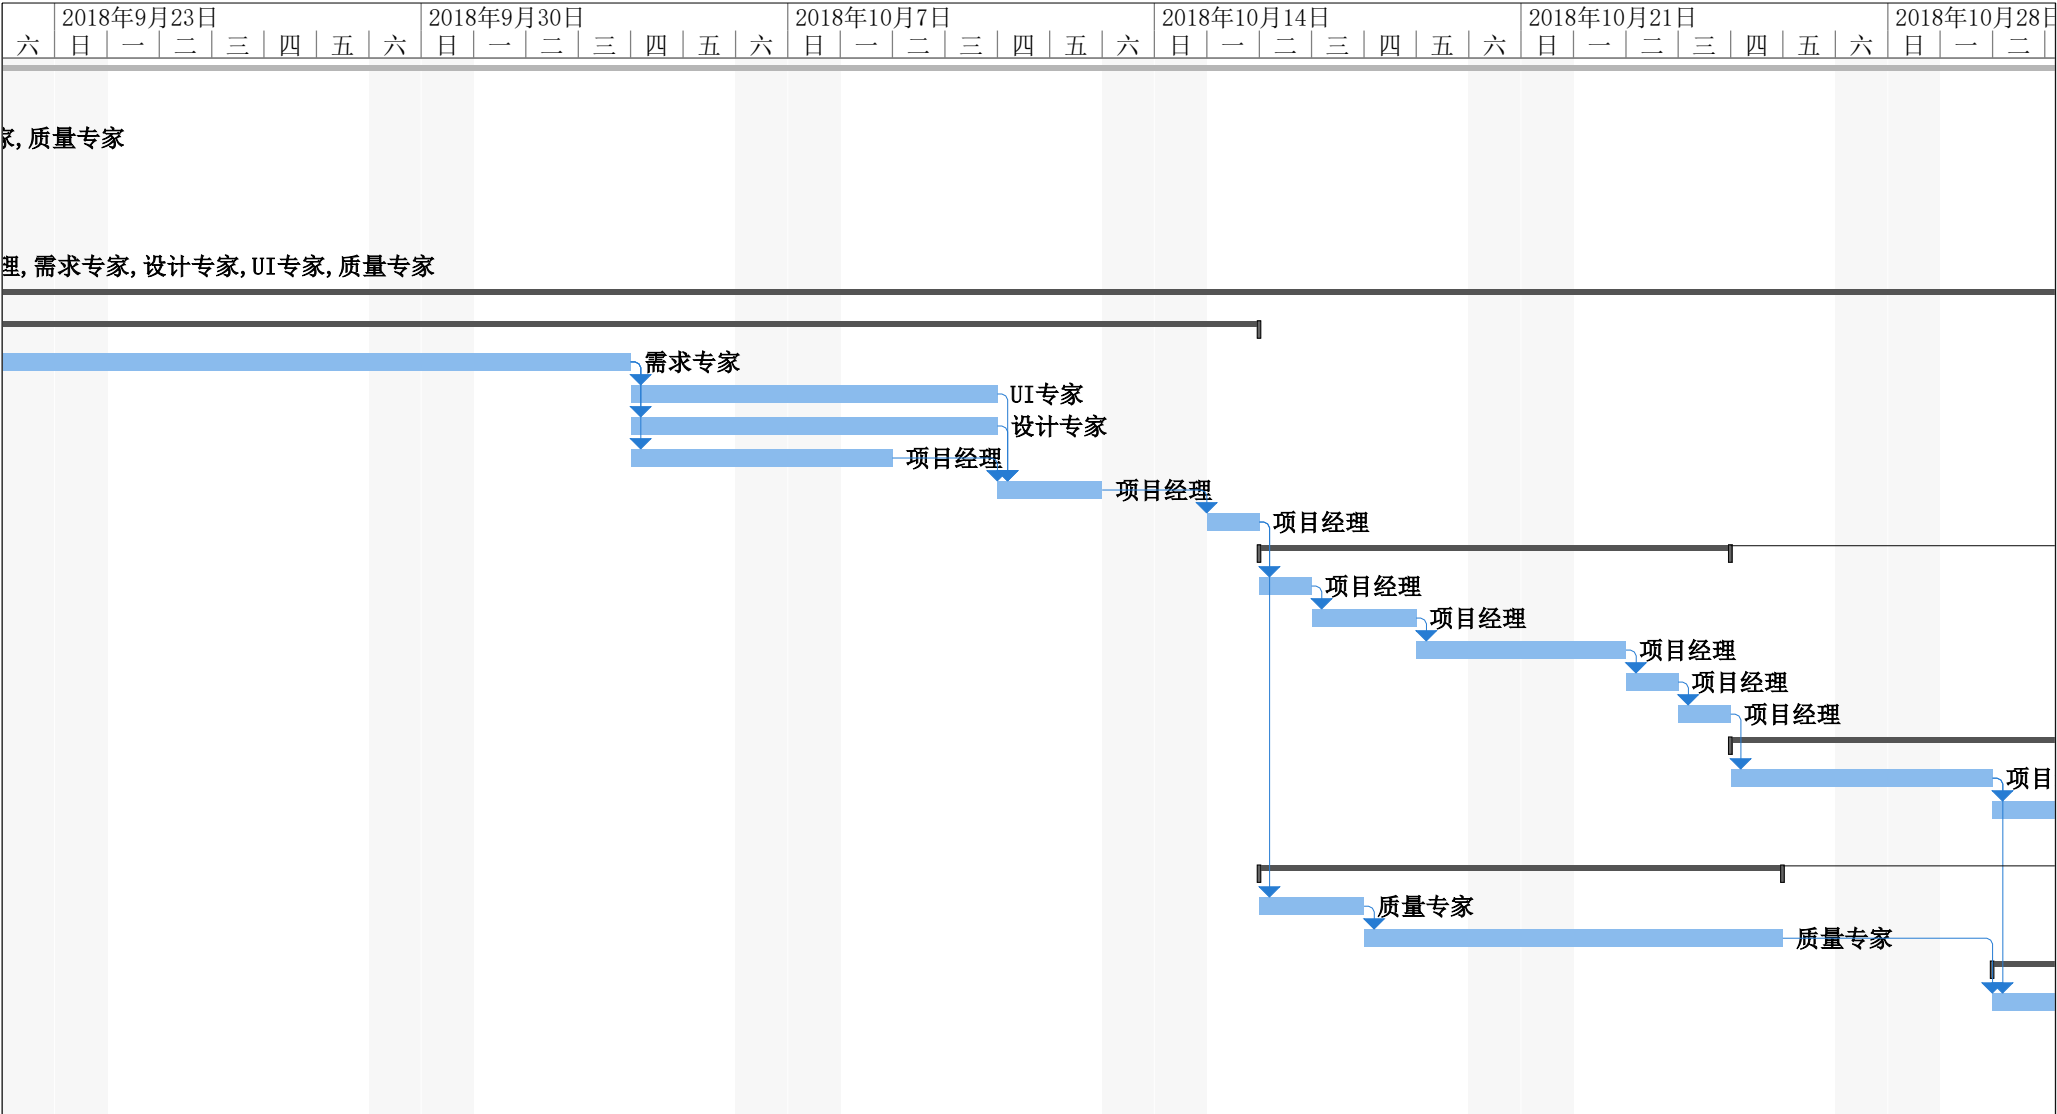 2018年9月23日 2018年9月30日 2018年10月7日 2018年10月14日 2018年10月21日 2018年10月28日
六 日 一 二 三 四 五 六 日 一 二 三 四 五 六 日 一 二 三 四 五 六 日 一 二 三 四 五 六 日 一 二 三 四 五 六 日 一 二
家,质量专家
理,需求专家,设计专家,UI专家,质量专家
需求专家
UI专家
设计专家
项目经理
项目经理
项目经理
项目经理
项目经理
项目经理
项目经理
项目经理
项目
质量专家
质量专家